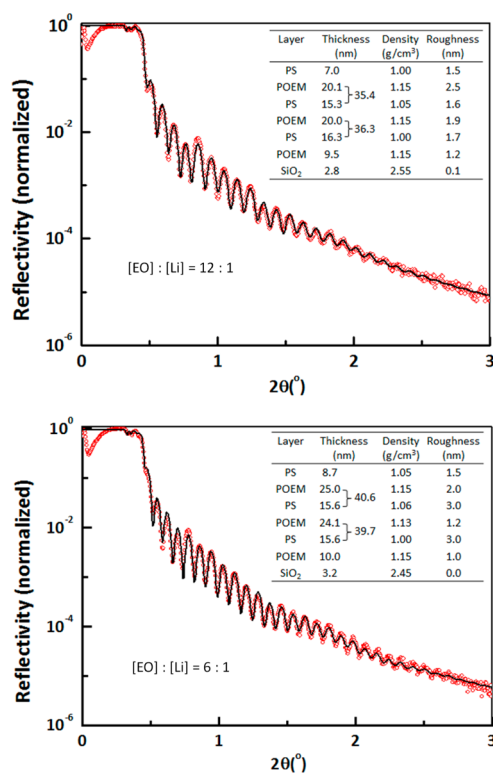 10⁰
10⁻²
10⁻⁴
10⁻⁶
Reflectivity (normalized)
Layer Thickness (nm) Density (g/cm³) Roughness (nm)
PS 7.0 1.00 1.5
POEM 20.1 1.15 2.5
35.4
PS 15.3 1.05 1.6
POEM 20.0 1.15 1.9
36.3
PS 16.3 1.00 1.7
POEM 9.5 1.15 1.2
SiO₂ 2.8 2.55 0.1
[EO] : [Li] = 12 : 1
0 1 2 3
2θ(°)
10⁰
10⁻²
10⁻⁴
10⁻⁶
Reflectivity (normalized)
Layer Thickness (nm) Density (g/cm³) Roughness (nm)
PS 8.7 1.05 1.5
POEM 25.0 1.15 2.0
40.6
PS 15.6 1.06 3.0
POEM 24.1 1.13 1.2
39.7
PS 15.6 1.00 3.0
POEM 10.0 1.15 1.0
SiO₂ 3.2 2.45 0.0
[EO] : [Li] = 6 : 1
0 1 2 3
2θ(°)